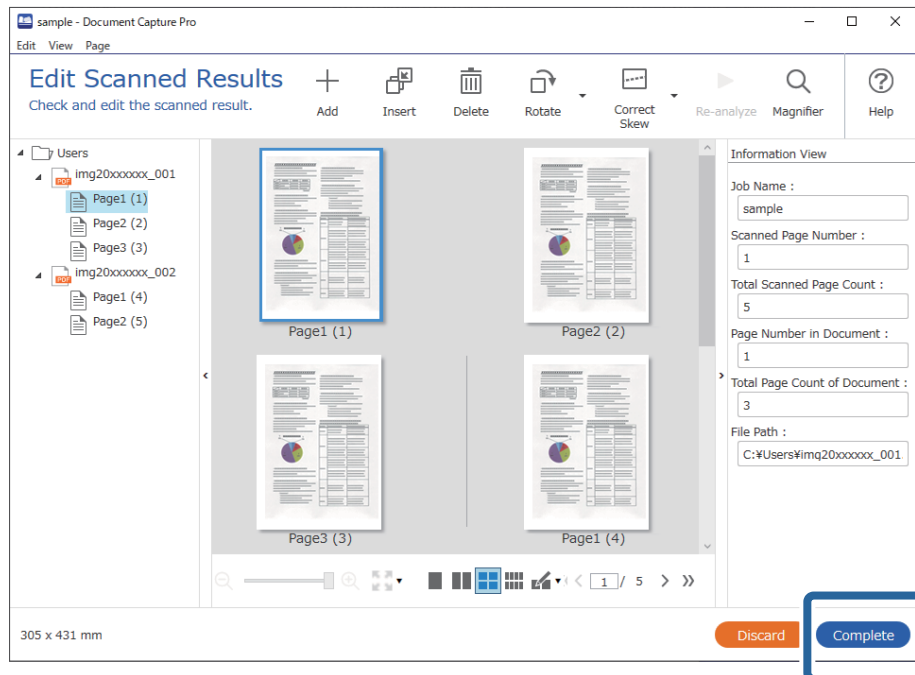 sample - Document Capture Pro
Edit View Page
Edit Scanned Results
Check and edit the scanned result.
Add
Insert
Delete
Rotate
Correct
Skew
Re-analyze
Magnifier
Help
Users
img20xxxxxx_001
Page1 (1)
Page2 (2)
Page3 (3)
img20xxxxxx_002
Page1 (4)
Page2 (5)
Page1 (1)
Page2 (2)
Page3 (3)
Page1 (4)
1 / 5
Information View
Job Name :
sample
Scanned Page Number :
1
Total Scanned Page Count :
5
Page Number in Document :
1
Total Page Count of Document :
3
File Path :
C:¥Users¥img20xxxxxx_001.
305 x 431 mm
Discard
Complete